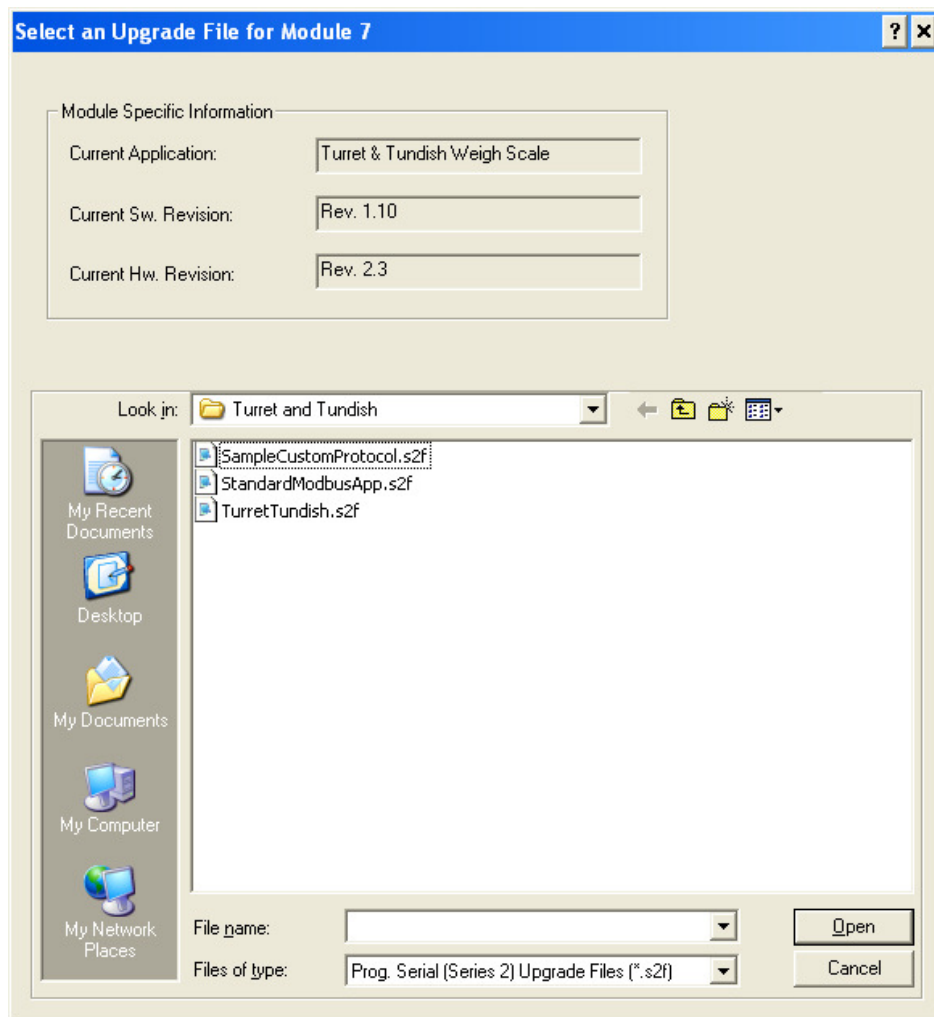 Select an Upgrade File for Module 7
?
Module Specific Information
Current Application: Turret & Tundish Weigh Scale
Current Sw. Revision: Rev. 1.10
Current Hw. Revision: Rev. 2.3
Look in: Turret and Tundish
SampleCustomProtocol.s2f
StandardModbusApp.s2f
TurretTundish.s2f
My Recent
Documents
Desktop
My Documents
My Computer
My Network
Places
File name:
Open
Files of type: Prog. Serial (Series 2) Upgrade Files (*.s2f)
Cancel